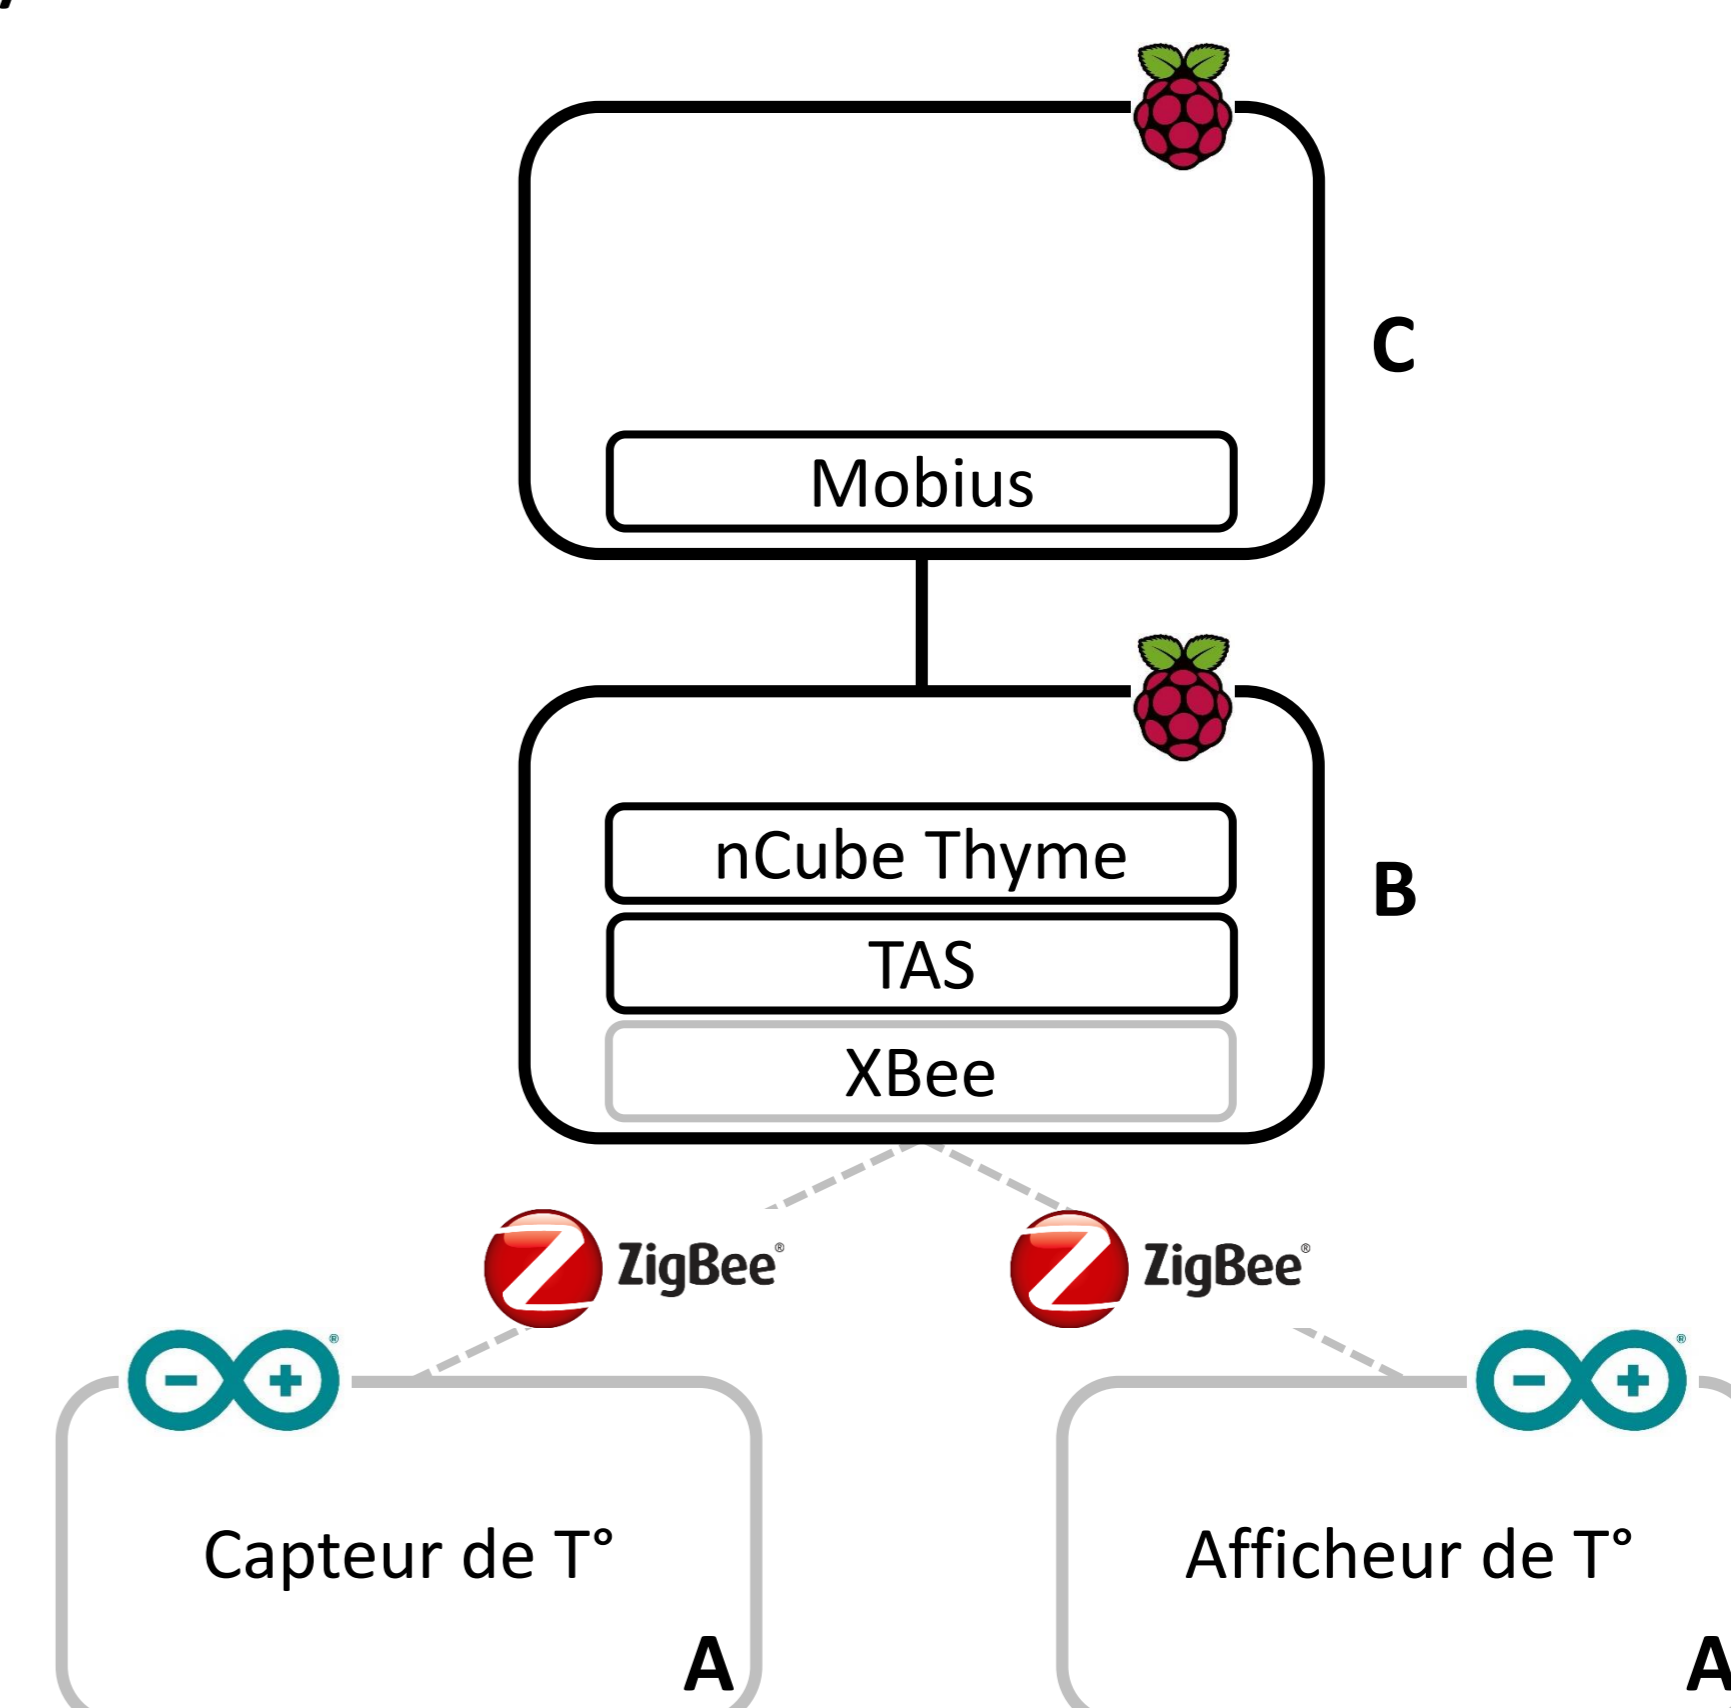 C
Mobius
nCube Thyme
B
TAS
XBee
ZigBee®
ZigBee®
®
®
Capteur de T°
Afficheur de T°
A
A